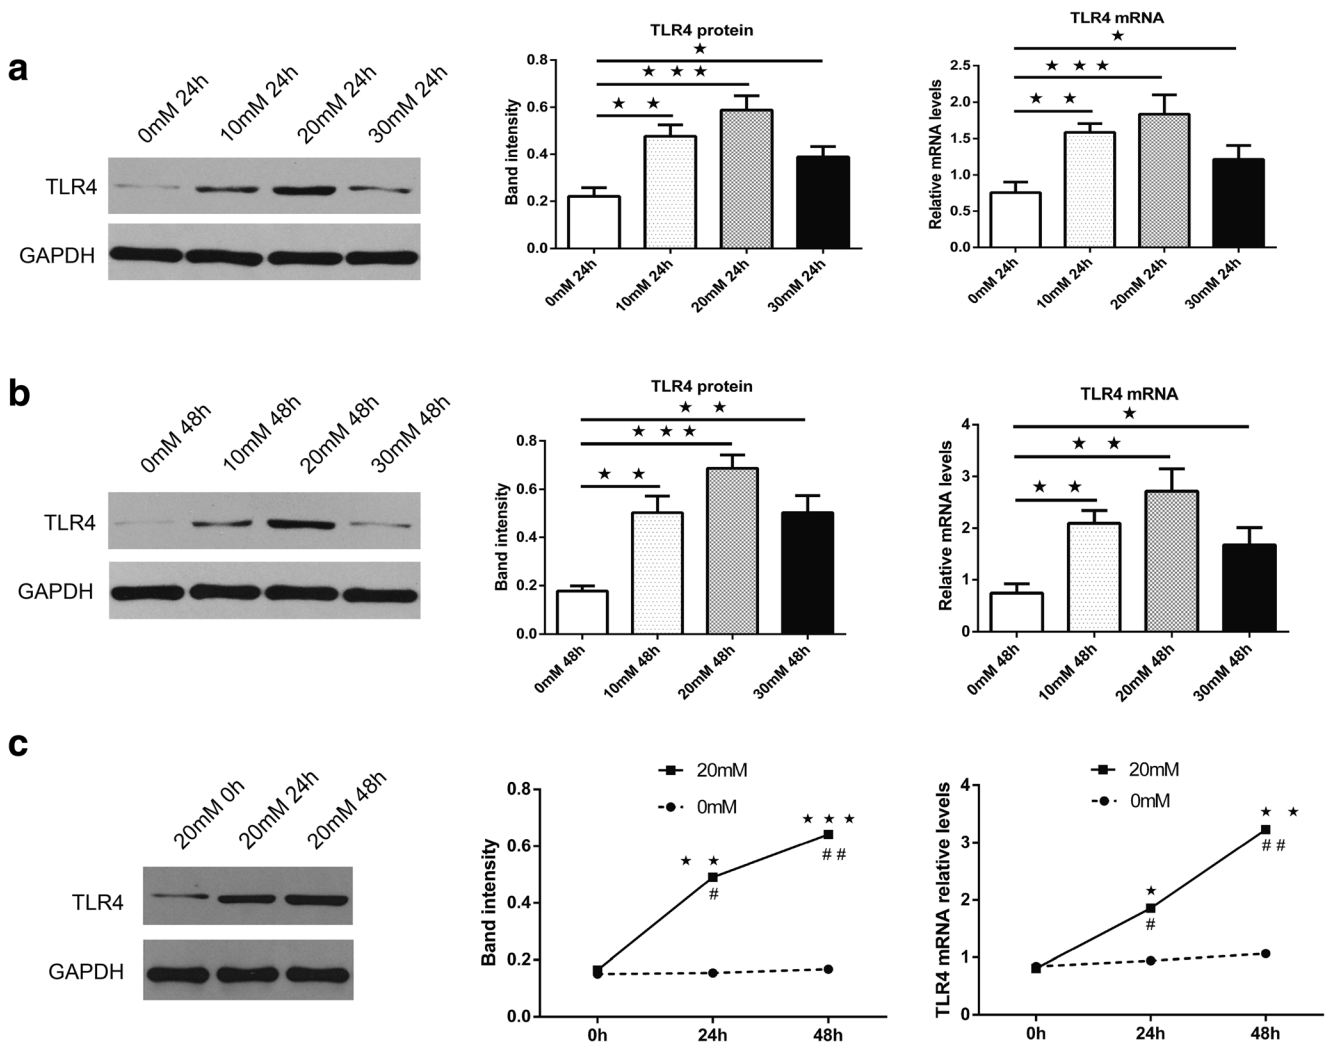 a
0mM 24h
10mM 24h
20mM 24h
30mM 24h
TLR4
GAPDH
TLR4 protein
★
★ ★ ★
★ ★
Band intensity
0.8
0.6
0.4
0.2
0.0
0mM 24h
10mM 24h
20mM 24h
30mM 24h
TLR4 mRNA
★
★ ★ ★
★ ★
Relative mRNA levels
2.5
2.0
1.5
1.0
0.5
0.0
0mM 24h
10mM 24h
20mM 24h
30mM 24h
b
0mM 48h
10mM 48h
20mM 48h
30mM 48h
TLR4
GAPDH
TLR4 protein
★ ★
★ ★ ★
★ ★
Band intensity
0.8
0.6
0.4
0.2
0.0
0mM 48h
10mM 48h
20mM 48h
30mM 48h
TLR4 mRNA
★
★ ★
★ ★
Relative mRNA levels
4
3
2
1
0
0mM 48h
10mM 48h
20mM 48h
30mM 48h
c
20mM 0h
20mM 24h
20mM 48h
TLR4
GAPDH
20mM
0mM
Band intensity
0.8
0.6
0.4
0.2
0.0
★ ★
#
★ ★ ★
# #
0h
24h
48h
20mM
0mM
TLR4 mRNA relative levels
4
3
2
1
0
★
#
★ ★
# #
0h
24h
48h